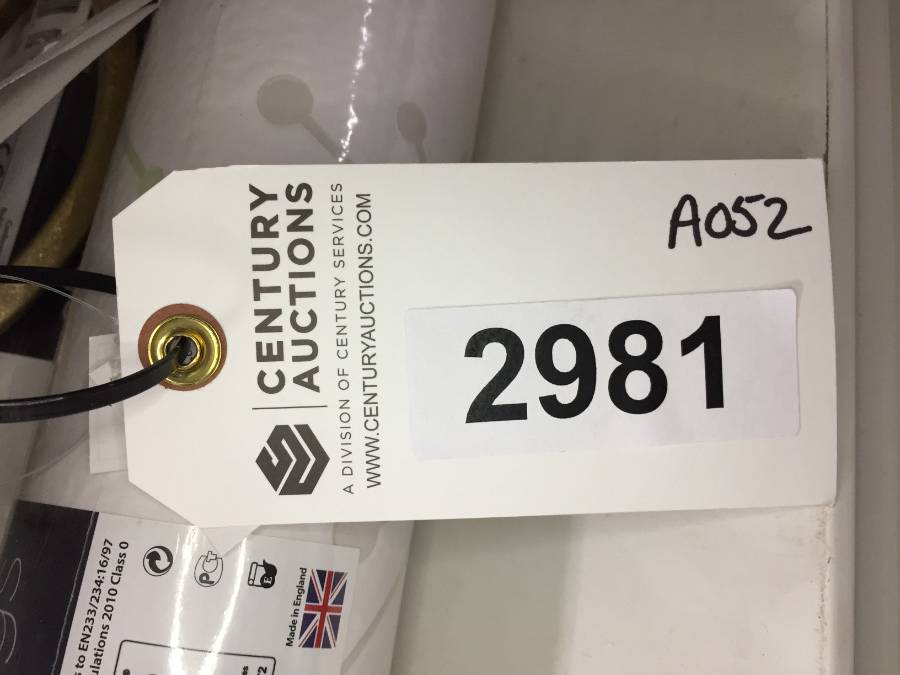 CENTURY
AUCTIONS
A DIVISION OF CENTURY SERVICES
WWW.CENTURYAUCTIONS.COM
A052
2981
to EN233/234:16/97
ulations 2010 Class 0
PCT
E
Made in England